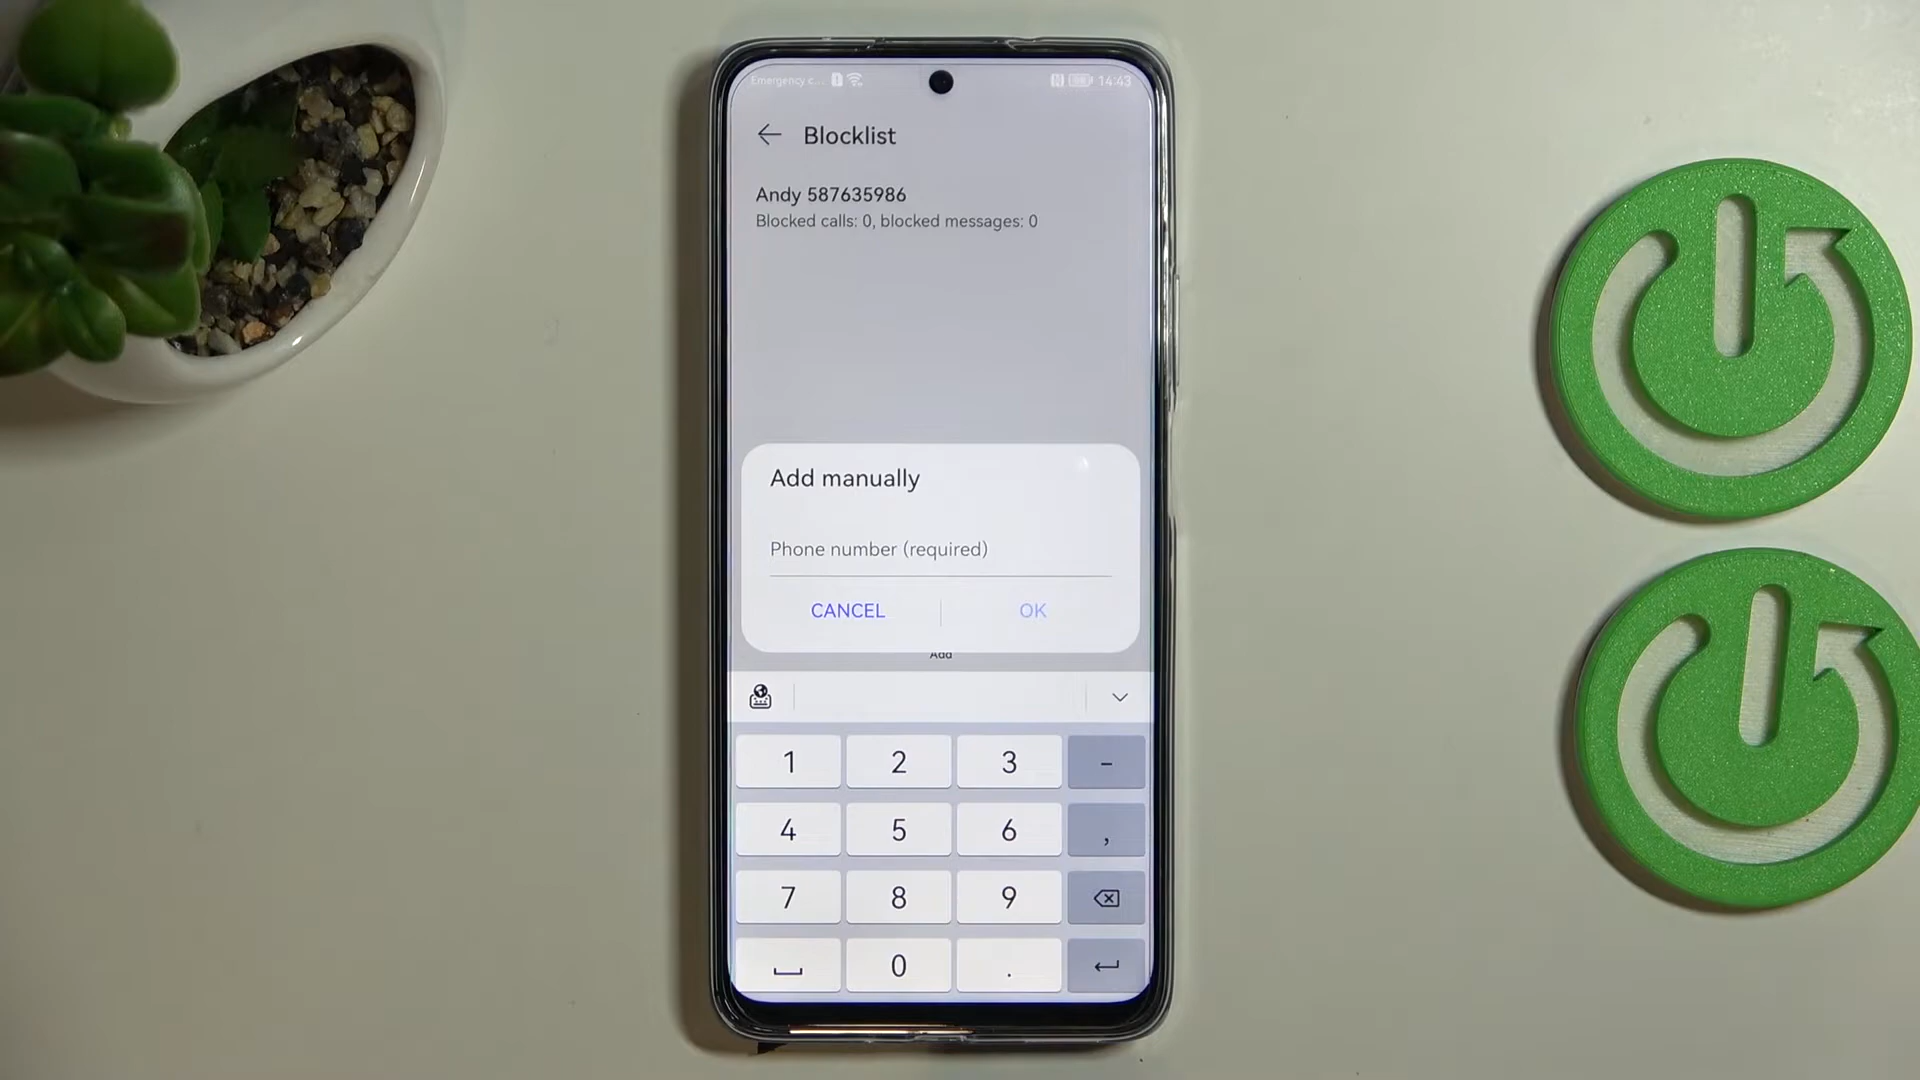 Emergency c...
14:43
Blocklist
Andy 587635986
Blocked calls: 0, blocked messages: 0
Add manually
Phone number (required)
CANCEL
OK
Add
1 2 3 -
4 5 6 ,
7 8 9
0 .